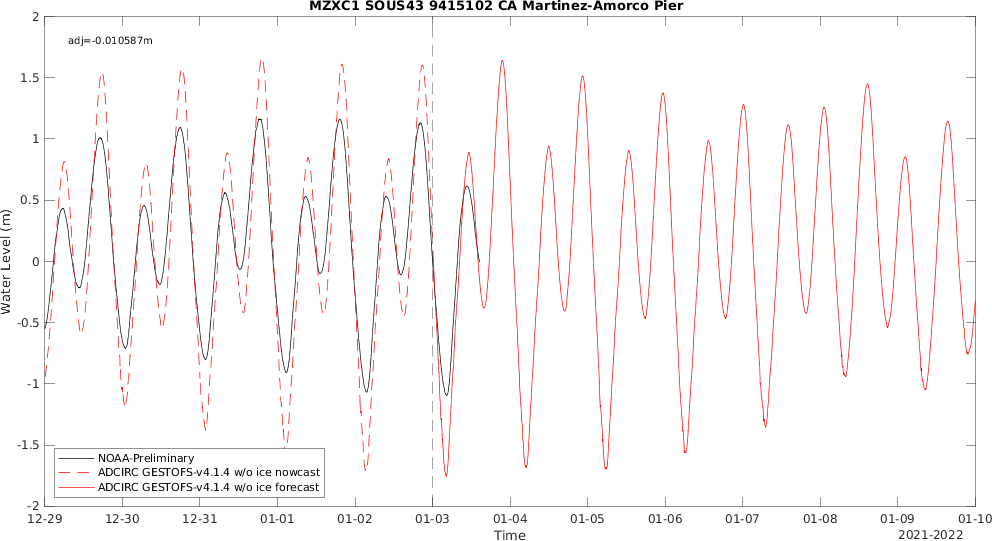 MZXC1 SOUS43 9415102 CA Martinez-Amorco Pier
adj=-0.010587m
2
1.5
1
0.5
0
-0.5
-1
-1.5
-2
Water Level (m)
NOAA-Preliminary
ADCIRC GESTOFS-v4.1.4 w/o ice nowcast
ADCIRC GESTOFS-v4.1.4 w/o ice forecast
12-29 12-30 12-31 01-01 01-02 01-03 01-04 01-05 01-06 01-07 01-08 01-09 01-10
Time
2021-2022